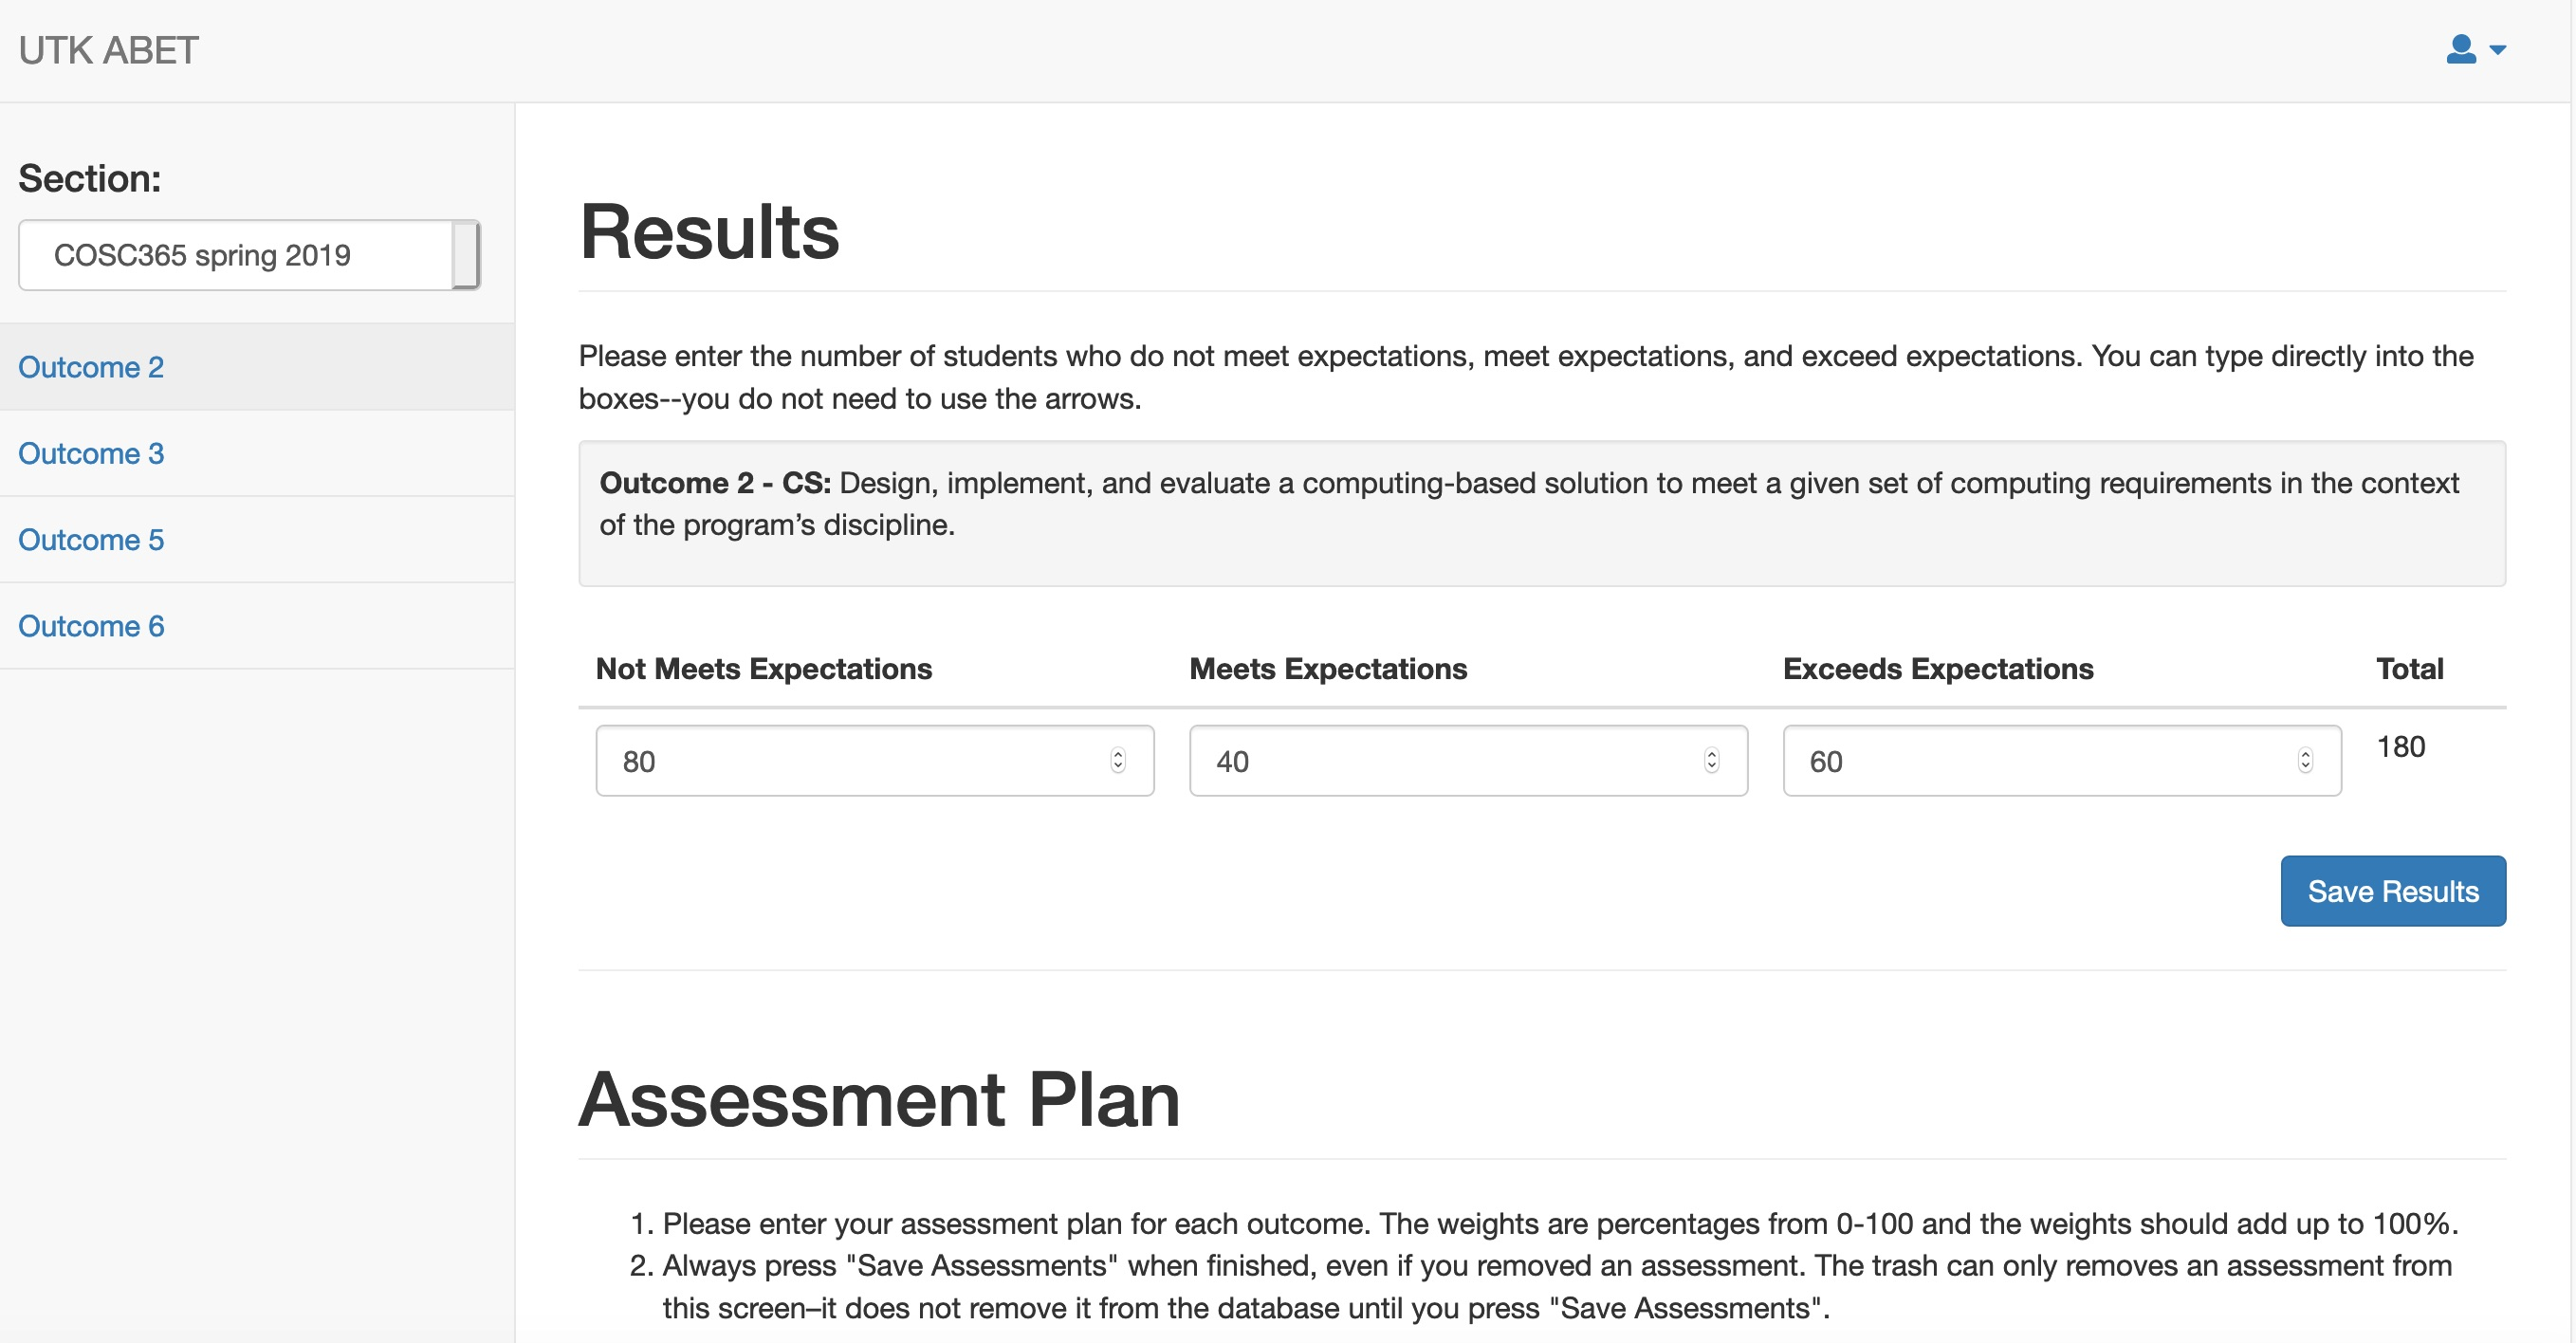 UTK ABET
Section:
COSC365 spring 2019
Outcome 2
Outcome 3
Outcome 5
Outcome 6
Results
Please enter the number of students who do not meet expectations, meet expectations, and exceed expectations. You can type directly into the
boxes--you do not need to use the arrows.
Outcome 2 - CS: Design, implement, and evaluate a computing-based solution to meet a given set of computing requirements in the context
of the program’s discipline.
Not Meets Expectations Meets Expectations Exceeds Expectations Total
80 40 60 180
Save Results
Assessment Plan
1. Please enter your assessment plan for each outcome. The weights are percentages from 0-100 and the weights should add up to 100%.
2. Always press "Save Assessments" when finished, even if you removed an assessment. The trash can only removes an assessment from
this screen–it does not remove it from the database until you press "Save Assessments".